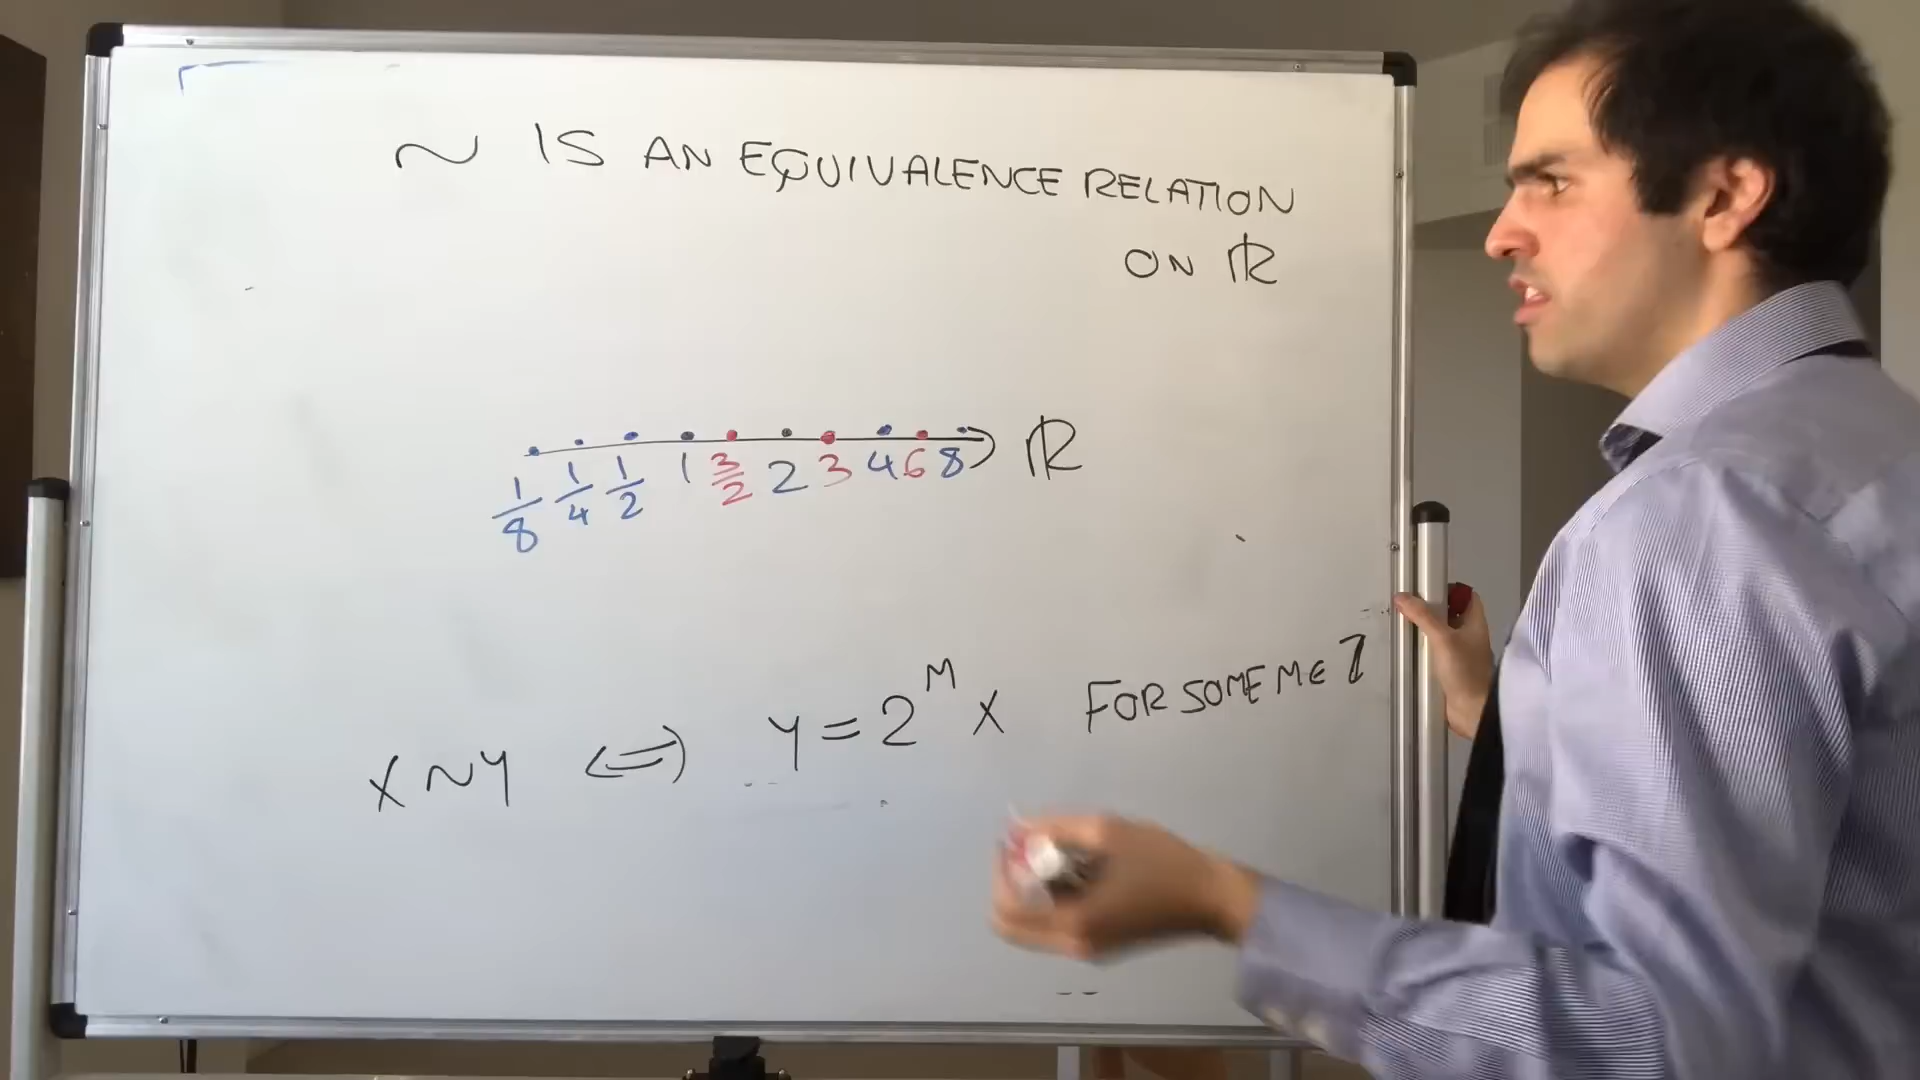 ~ IS AN EQUIVALENCE RELATION
ON ℝ
1/8 1/4 1/2 1 3/2 2 3 4 6 8 ℝ
x ~ y ⇔ y = 2^M x FOR SOME M ∈ ℤ